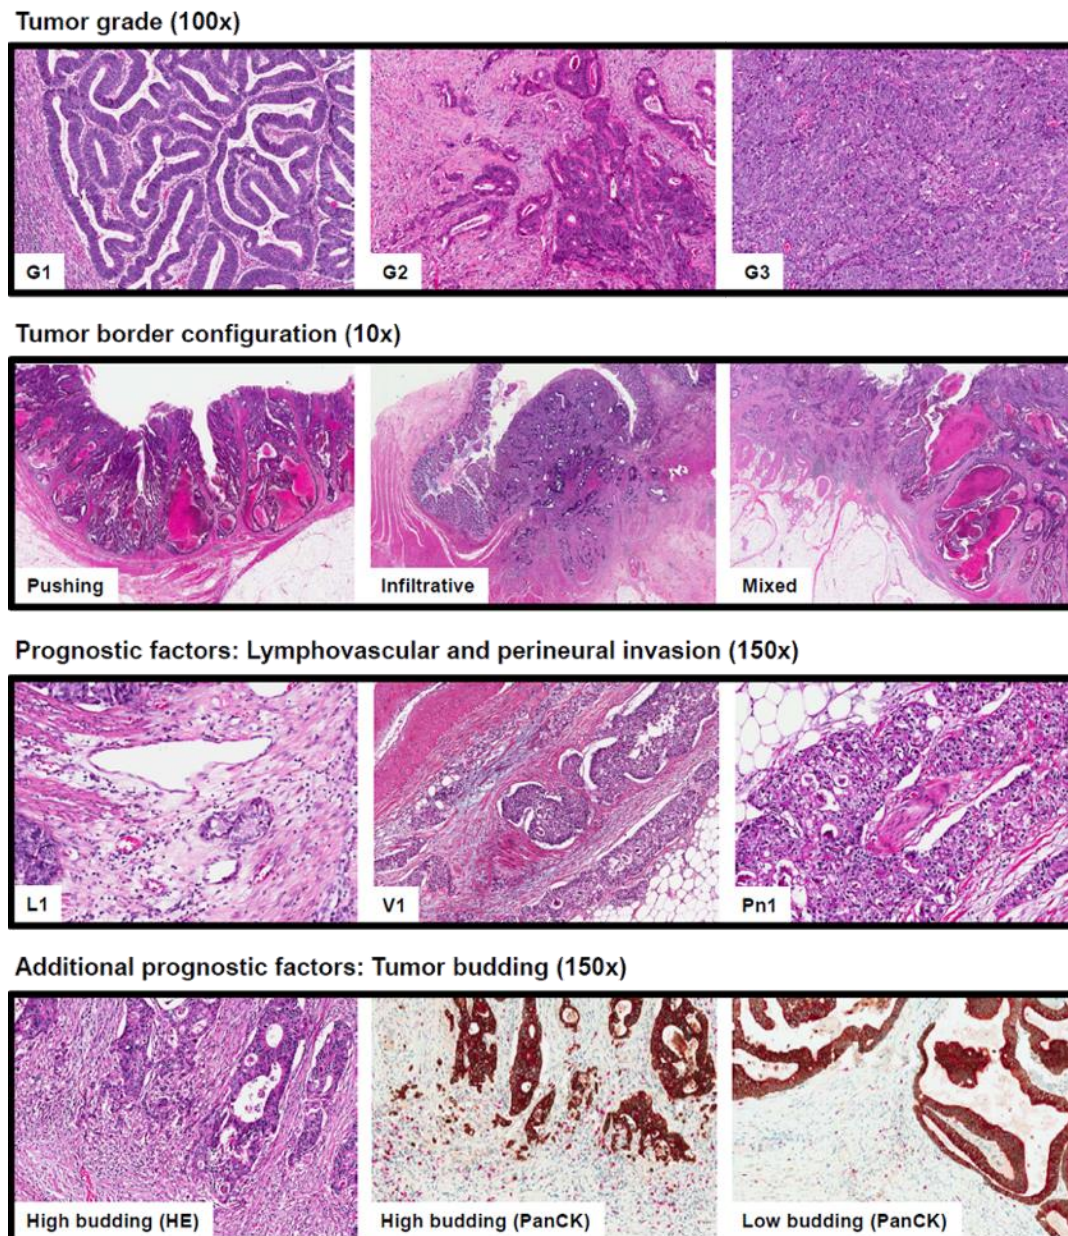 Tumor grade (100x)
G1
G2
G3
Tumor border configuration (10x)
Pushing
Infiltrative
Mixed
Prognostic factors: Lymphovascular and perineural invasion (150x)
L1
V1
Pn1
Additional prognostic factors: Tumor budding (150x)
High budding (HE)
High budding (PanCK)
Low budding (PanCK)